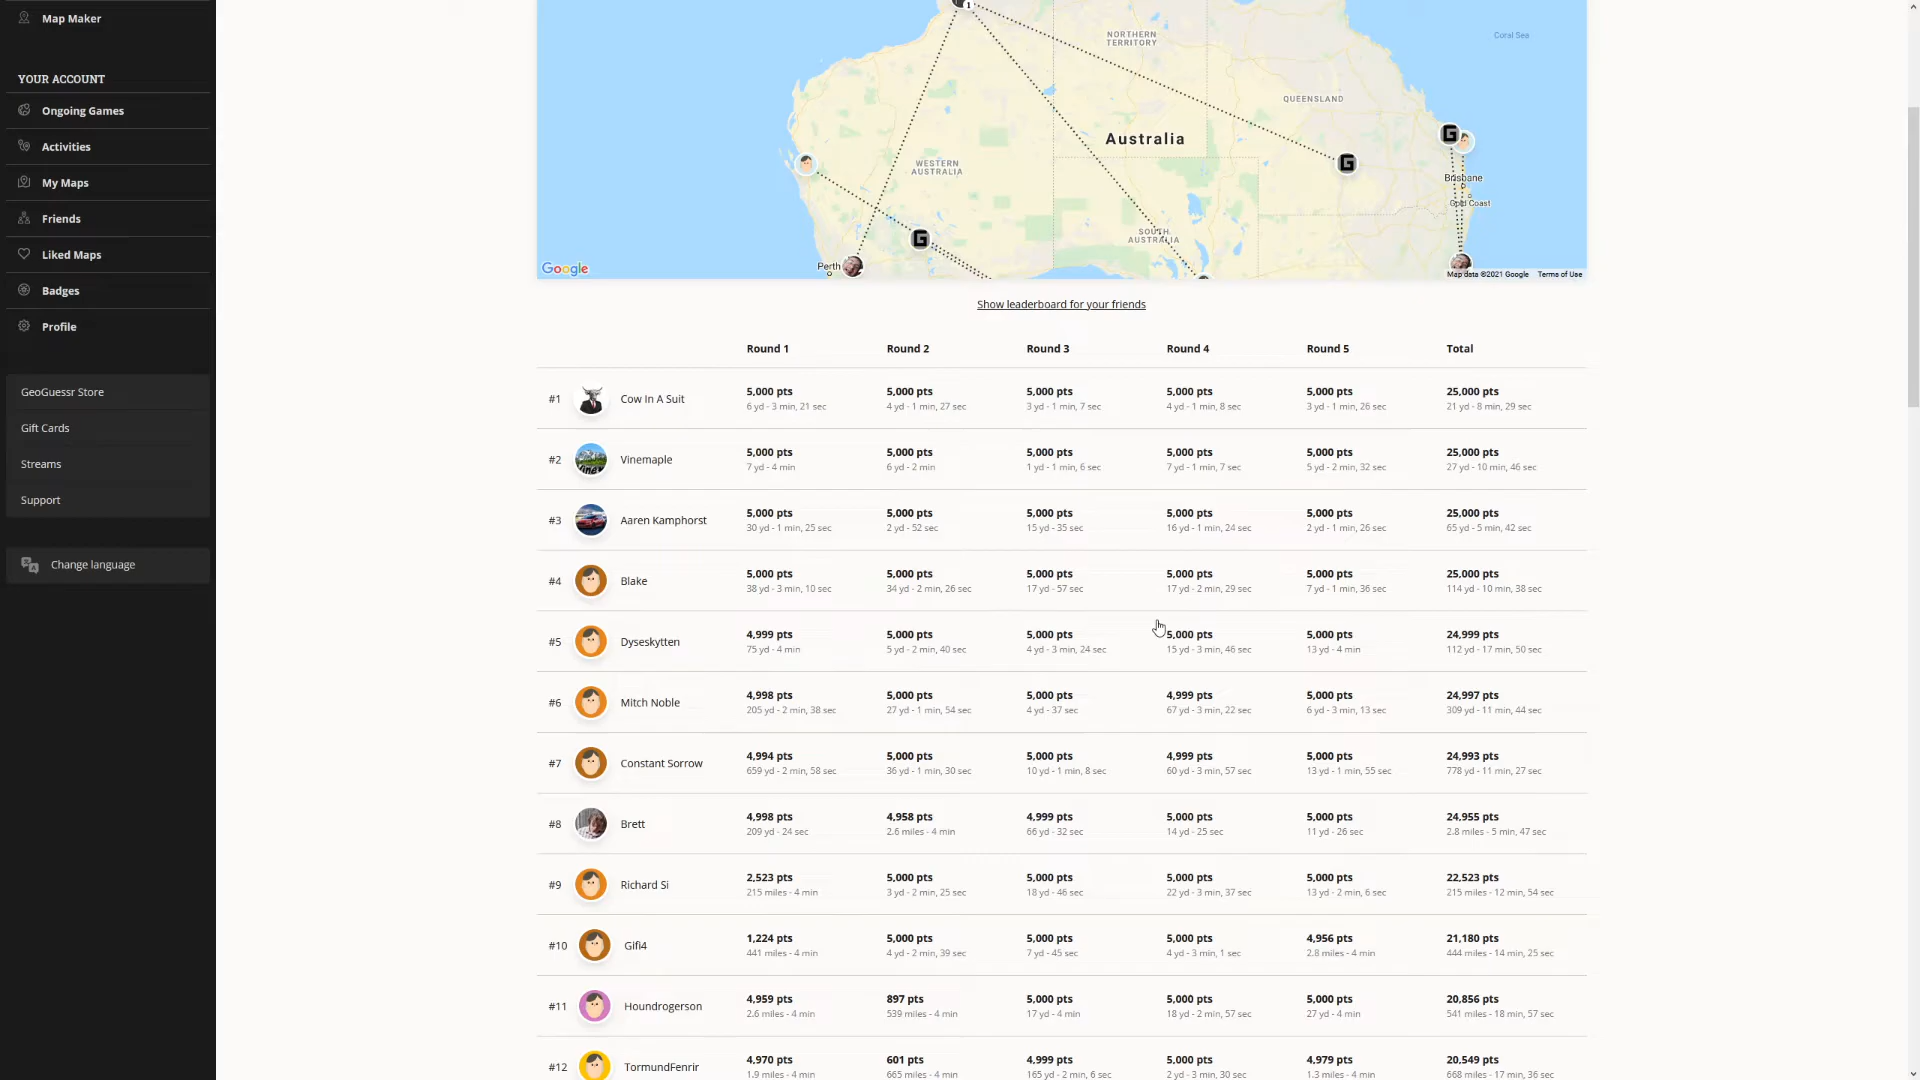 Map Maker
YOUR ACCOUNT
Ongoing Games
Activities
My Maps
Friends
Liked Maps
Badges
Profile
GeoGuessr Store
Gift Cards
Streams
Support
Change language
1
NORTHERN
TERRITORY
Coral Sea
QUEENSLAND
Australia
WESTERN
AUSTRALIA
Brisbane
Gold Coast
SOUTH
AUSTRALIA
Perth
Google
Map data ©2021 Google Terms of Use
Show leaderboard for your friends
Round 1 Round 2 Round 3 Round 4 Round 5 Total
#1 Cow In A Suit 5,000 pts 5,000 pts 5,000 pts 5,000 pts 5,000 pts 25,000 pts
6 yd - 3 min, 21 sec 4 yd - 1 min, 27 sec 3 yd - 1 min, 7 sec 4 yd - 1 min, 8 sec 3 yd - 1 min, 26 sec 21 yd - 8 min, 29 sec
#2 Vinemaple 5,000 pts 5,000 pts 5,000 pts 5,000 pts 5,000 pts 25,000 pts
7 yd - 4 min 6 yd - 2 min 1 yd - 1 min, 6 sec 7 yd - 1 min, 7 sec 5 yd - 2 min, 32 sec 27 yd - 10 min, 46 sec
#3 Aaren Kamphorst 5,000 pts 5,000 pts 5,000 pts 5,000 pts 5,000 pts 25,000 pts
30 yd - 1 min, 25 sec 2 yd - 52 sec 15 yd - 35 sec 16 yd - 1 min, 24 sec 2 yd - 1 min, 26 sec 65 yd - 5 min, 42 sec
#4 Blake 5,000 pts 5,000 pts 5,000 pts 5,000 pts 5,000 pts 25,000 pts
38 yd - 3 min, 10 sec 34 yd - 2 min, 26 sec 17 yd - 57 sec 17 yd - 2 min, 29 sec 7 yd - 1 min, 36 sec 114 yd - 10 min, 38 sec
#5 Dyseskytten 4,999 pts 5,000 pts 5,000 pts 5,000 pts 5,000 pts 24,999 pts
75 yd - 4 min 5 yd - 2 min, 40 sec 4 yd - 3 min, 24 sec 15 yd - 3 min, 46 sec 13 yd - 4 min 112 yd - 17 min, 50 sec
#6 Mitch Noble 4,998 pts 5,000 pts 5,000 pts 4,999 pts 5,000 pts 24,997 pts
205 yd - 2 min, 38 sec 27 yd - 1 min, 54 sec 4 yd - 37 sec 67 yd - 3 min, 22 sec 6 yd - 3 min, 13 sec 309 yd - 11 min, 44 sec
#7 Constant Sorrow 4,994 pts 5,000 pts 5,000 pts 4,999 pts 5,000 pts 24,993 pts
659 yd - 2 min, 58 sec 36 yd - 1 min, 30 sec 10 yd - 1 min, 8 sec 60 yd - 3 min, 57 sec 13 yd - 1 min, 55 sec 778 yd - 11 min, 27 sec
#8 Brett 4,998 pts 4,958 pts 4,999 pts 5,000 pts 5,000 pts 24,955 pts
209 yd - 24 sec 2.6 miles - 4 min 66 yd - 32 sec 14 yd - 25 sec 11 yd - 26 sec 2.8 miles - 5 min, 47 sec
#9 Richard Si 2,523 pts 5,000 pts 5,000 pts 5,000 pts 5,000 pts 22,523 pts
215 miles - 4 min 3 yd - 2 min, 25 sec 18 yd - 46 sec 22 yd - 3 min, 37 sec 13 yd - 2 min, 6 sec 215 miles - 12 min, 54 sec
#10 Gifi4 1,224 pts 5,000 pts 5,000 pts 5,000 pts 4,956 pts 21,180 pts
441 miles - 4 min 4 yd - 2 min, 39 sec 7 yd - 45 sec 4 yd - 3 min, 1 sec 2.8 miles - 4 min 444 miles - 14 min, 25 sec
#11 Houndrogerson 4,959 pts 897 pts 5,000 pts 5,000 pts 5,000 pts 20,856 pts
2.6 miles - 4 min 539 miles - 4 min 17 yd - 4 min 18 yd - 2 min, 57 sec 27 yd - 4 min 541 miles - 18 min, 57 sec
#12 TormundFenrir 4,970 pts 601 pts 4,999 pts 5,000 pts 4,979 pts 20,549 pts
1.9 miles - 4 min 665 miles - 4 min 165 yd - 2 min, 6 sec 2 yd - 3 min, 30 sec 1.3 miles - 4 min 668 miles - 17 min, 36 sec